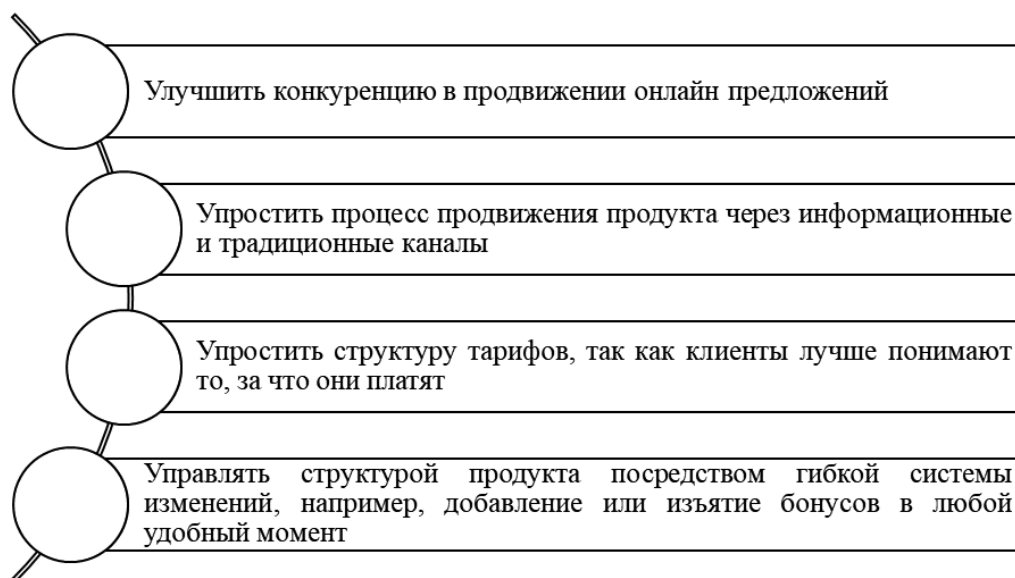 Улучшить конкуренцию в продвижении онлайн предложений
Упростить процесс продвижения продукта через информационные
и традиционные каналы
Упростить структуру тарифов, так как клиенты лучше понимают
то, за что они платят
Управлять структурой продукта посредством гибкой системы
изменений, например, добавление или изъятие бонусов в любой
удобный момент